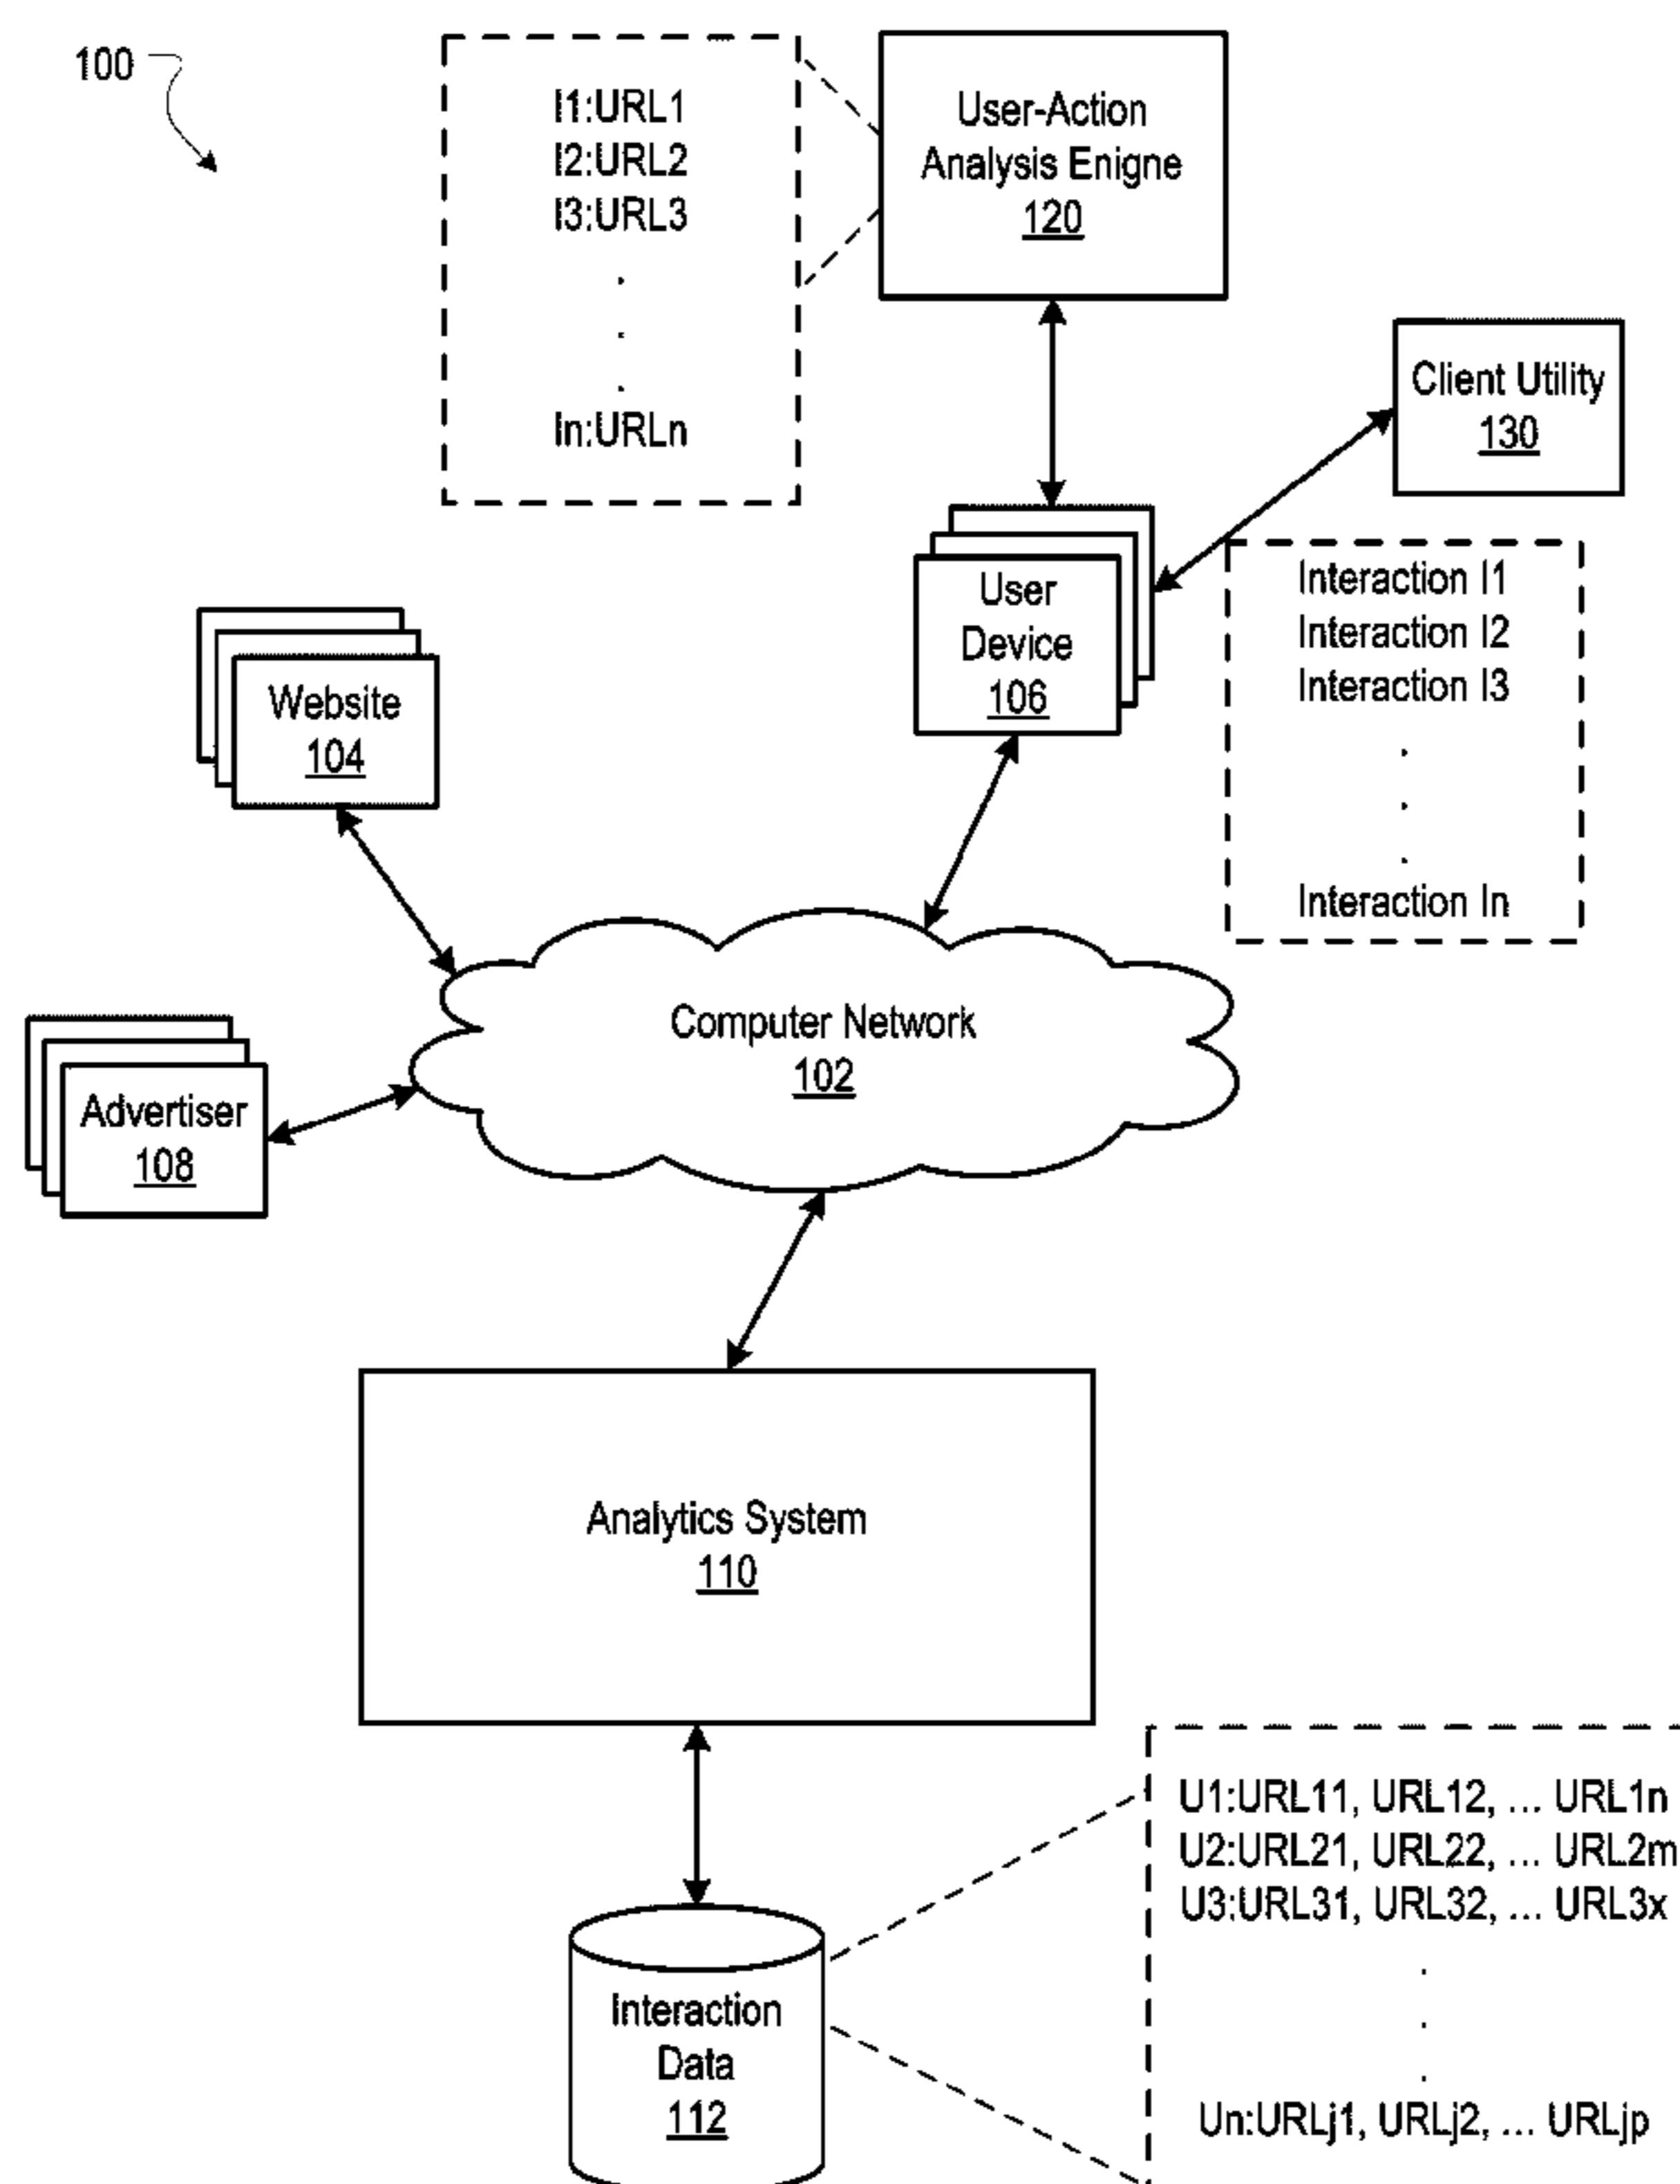 100
I1:URL1
I2:URL2
I3:URL3
.
.
.
In:URLn
User-Action
Analysis Enigne
120
Client Utility
130
User
Device
106
Interaction I1
Interaction I2
Interaction I3
.
.
.
Interaction In
Website
104
Computer Network
102
Advertiser
108
Analytics System
110
Interaction
Data
112
U1:URL11, URL12, ... URL1n
U2:URL21, URL22, ... URL2m
U3:URL31, URL32, ... URL3x
.
.
.
Un:URLj1, URLj2, ... URLjp